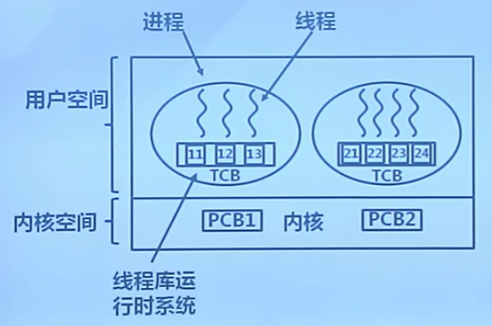 进程
线程
用户空间
11 12 13
TCB
21 22 23 24
TCB
内核空间
PCB1
内核
PCB2
线程库运
行时系统